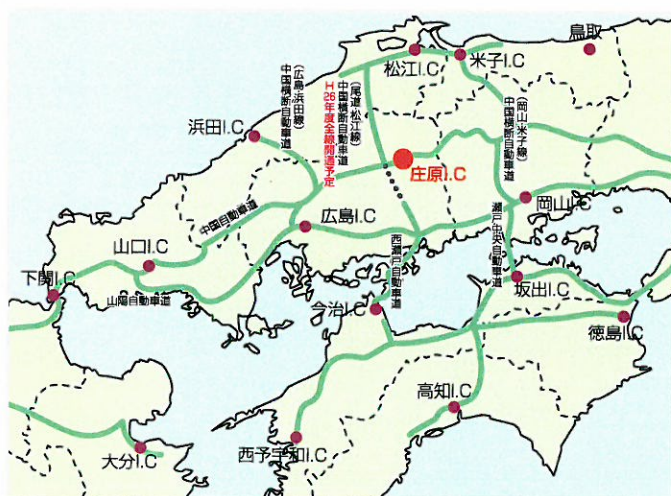 鳥取
松江I.C
米子I.C
(広島・浜田線)
中国横断自動車道
(尾道・松江線)
中国横断自動車道
H26年度全線開通予定
(岡山・米子線)
中国横断自動車道
浜田I.C
庄原I.C
岡山I.C
中国自動車道
広島I.C
瀬戸中央自動車道
西瀬戸自動車道
山口I.C
下関I.C
山陽自動車道
今治I.C
坂出I.C
徳島I.C
高知I.C
西予宇和I.C
大分I.C